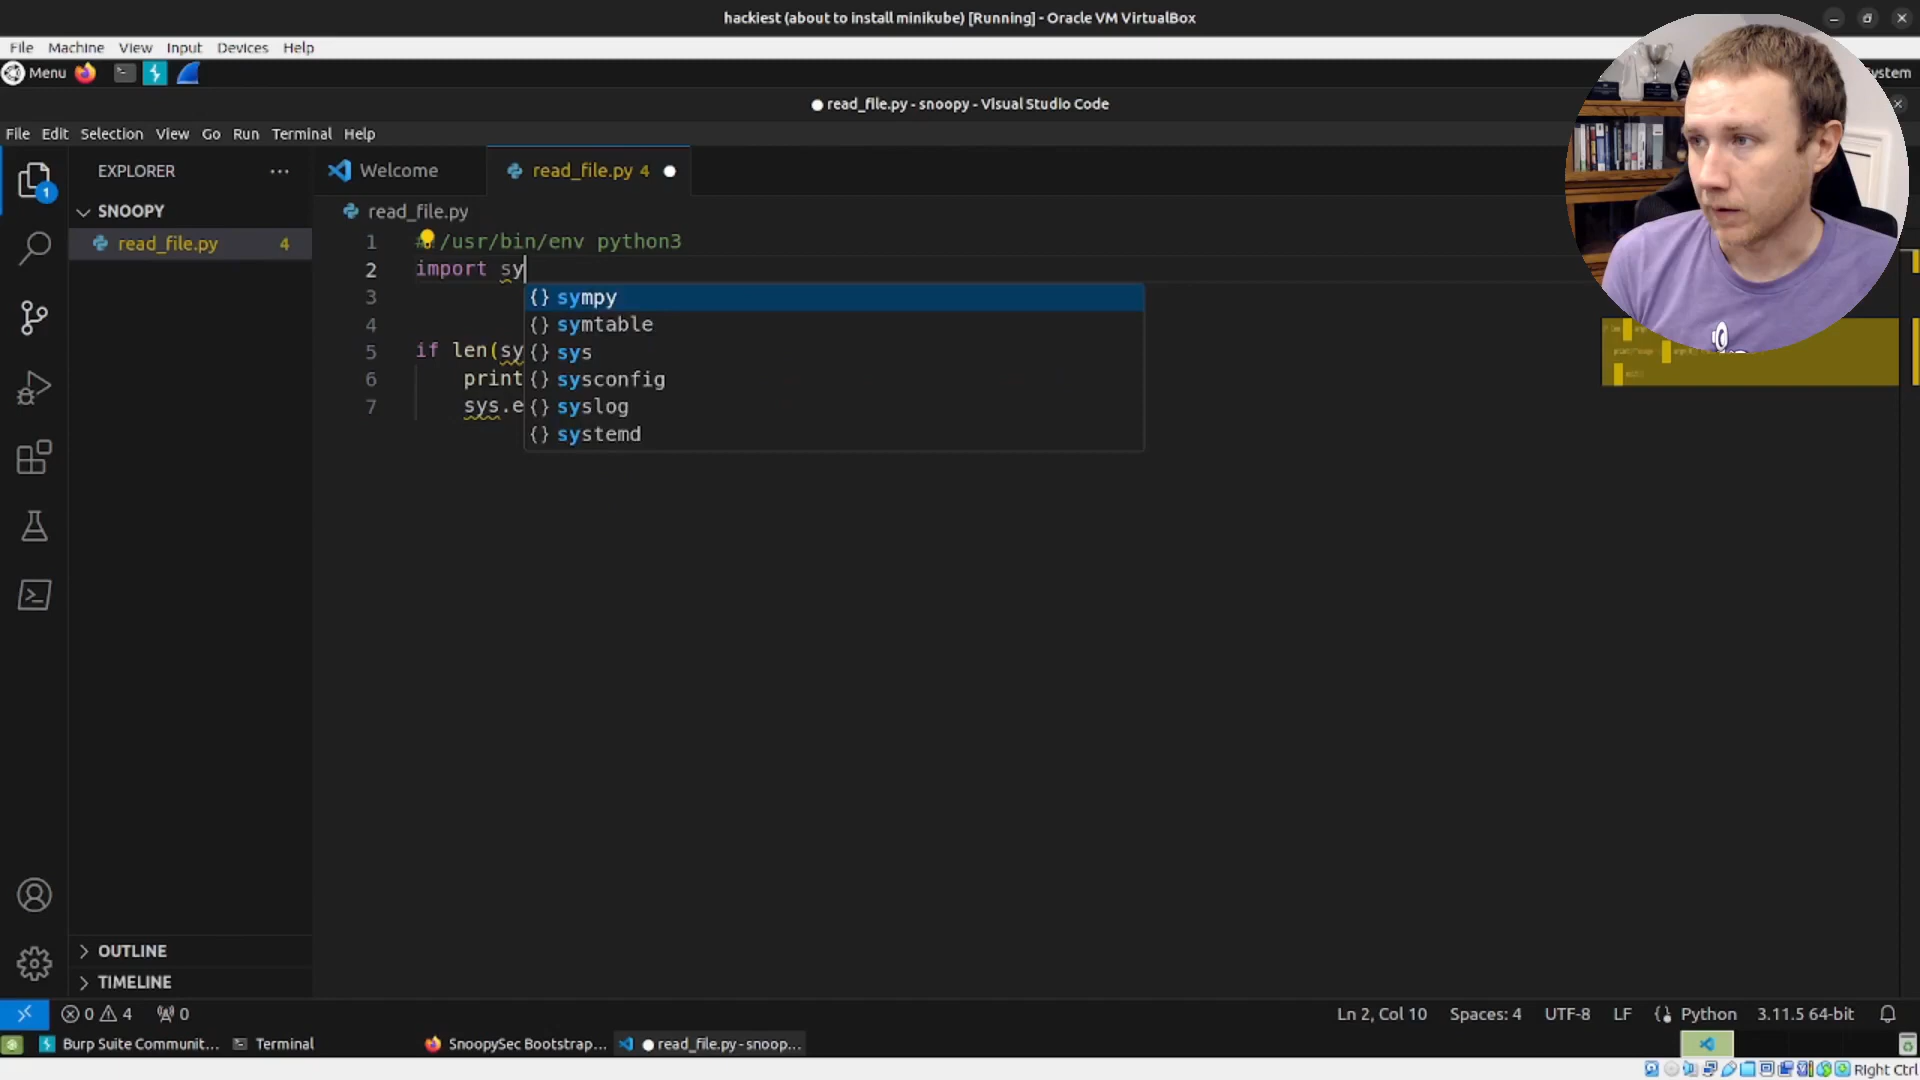 hackiest (about to install minikube) [Running] - Oracle VM VirtualBox
File Machine View Input Devices Help
Menu
read_file.py - snoopy - Visual Studio Code
File Edit Selection View Go Run Terminal Help
EXPLORER
Welcome
read_file.py 4
SNOOPY
read_file.py
read_file.py 4
1 #/usr/bin/env python3
2 import sy
3
sympy
4
symtable
5 if len(sy
sys
6 print
sysconfig
7 sys.e
syslog
systemd
1
OUTLINE
TIMELINE
0 4 0
Ln 2, Col 10 Spaces: 4 UTF-8 LF Python 3.11.5 64-bit
Burp Suite Communit... Terminal SnoopySec Bootstrap... read_file.py - snoop...
Right Ctrl